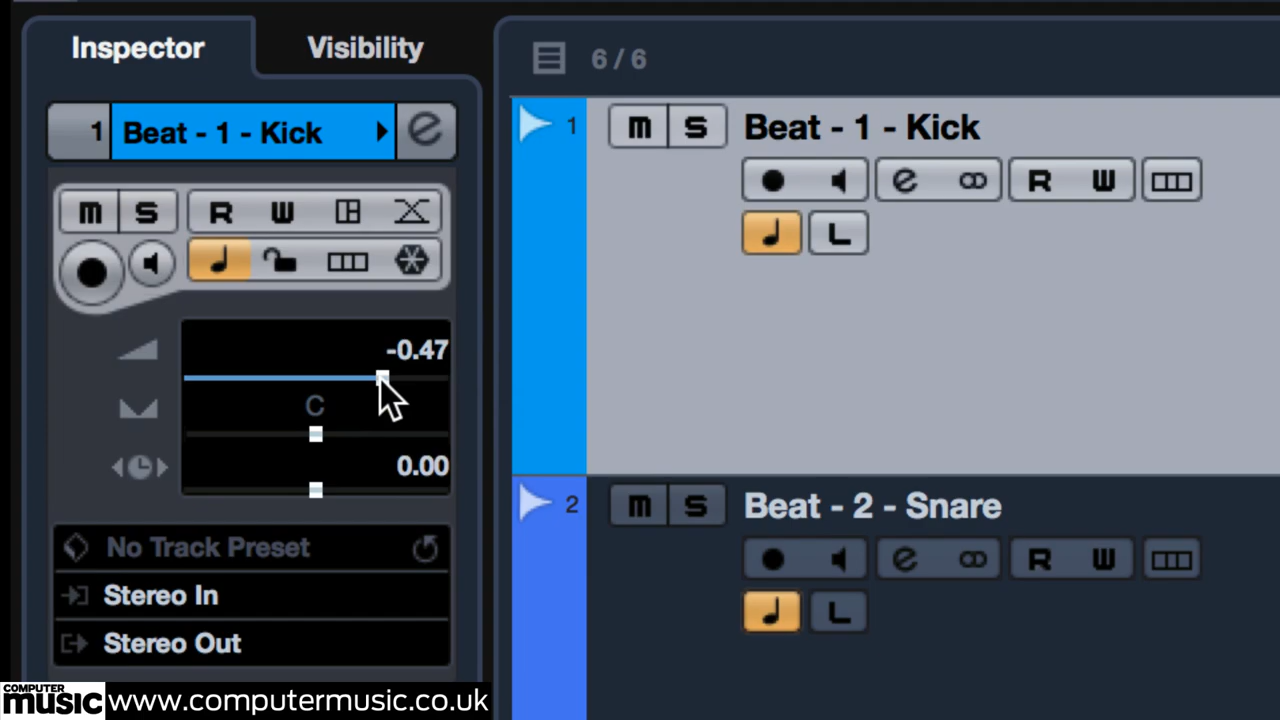 Inspector
Visibility
6 / 6
1 Beat - 1 - Kick e
M S R W
-0.47
C
0.00
No Track Preset
Stereo In
Stereo Out
1 M S Beat - 1 - Kick
e R W
L
2 M S Beat - 2 - Snare
e R W
L
COMPUTER
music www.computermusic.co.uk